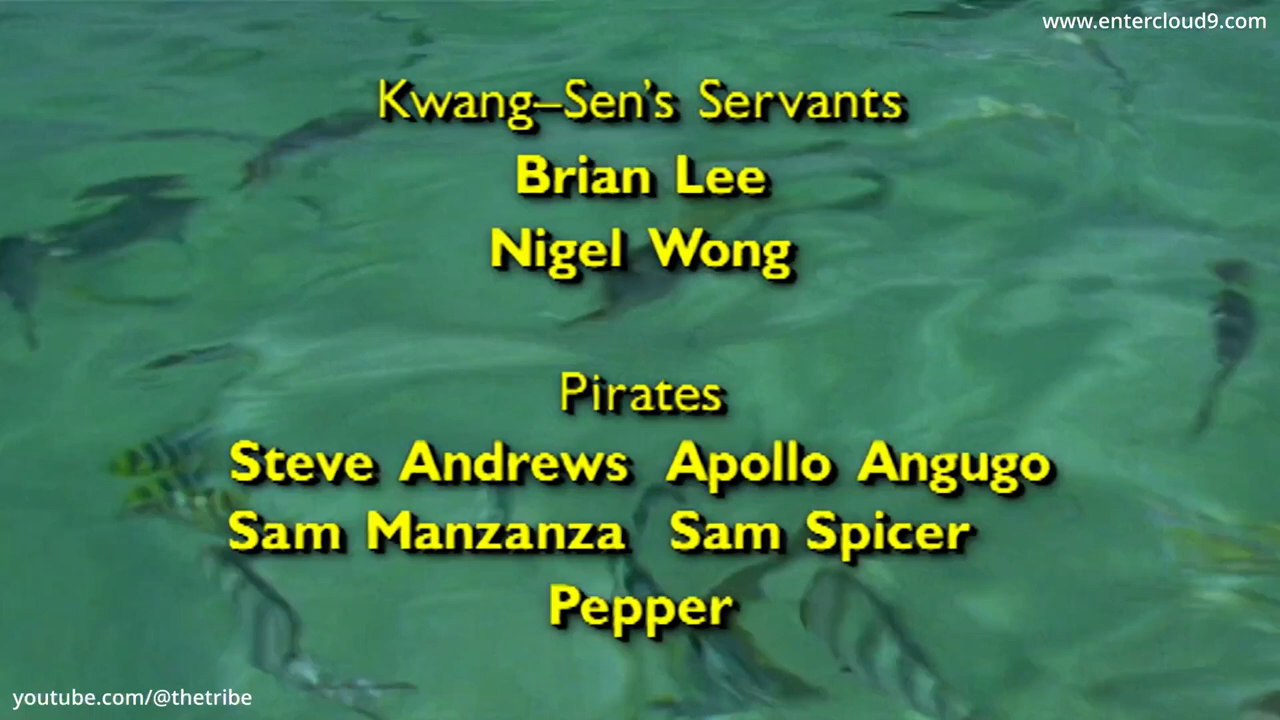 www.entercloud9.com
Kwang–Sen's Servants
Brian Lee
Nigel Wong
Pirates
Steve Andrews Apollo Angugo
Sam Manzanza Sam Spicer
Pepper
youtube.com/@thetribe